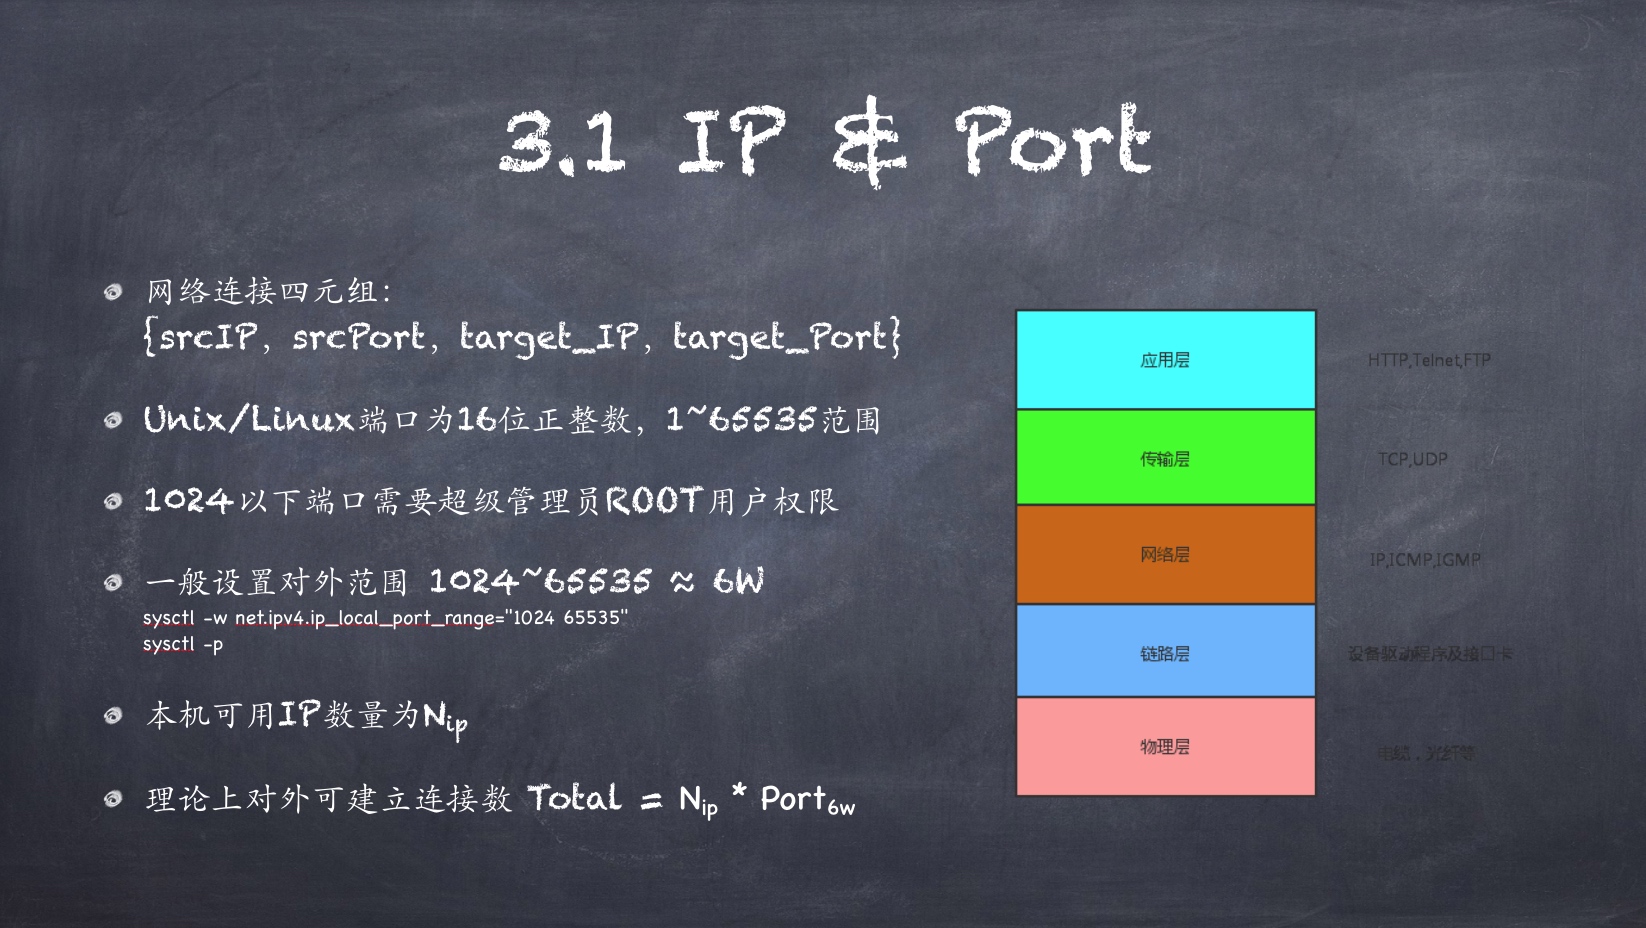 3.1 IP & Port
网络连接四元组：
{srcIP, srcPort, target_IP, target_Port}
Unix/Linux端口为16位正整数，1~65535范围
1024以下端口需要超级管理员ROOT用户权限
一般设置对外范围 1024~65535 ≈ 6W
sysctl -w net.ipv4.ip_local_port_range="1024 65535"
sysctl -p
本机可用IP数量为Nip
理论上对外可建立连接数 Total = Nip * Port6w
应用层 HTTP,Telnet,FTP
传输层 TCP,UDP
网络层 IP,ICMP,IGMP
链路层 设备驱动程序及接口卡
物理层 电缆，光纤等